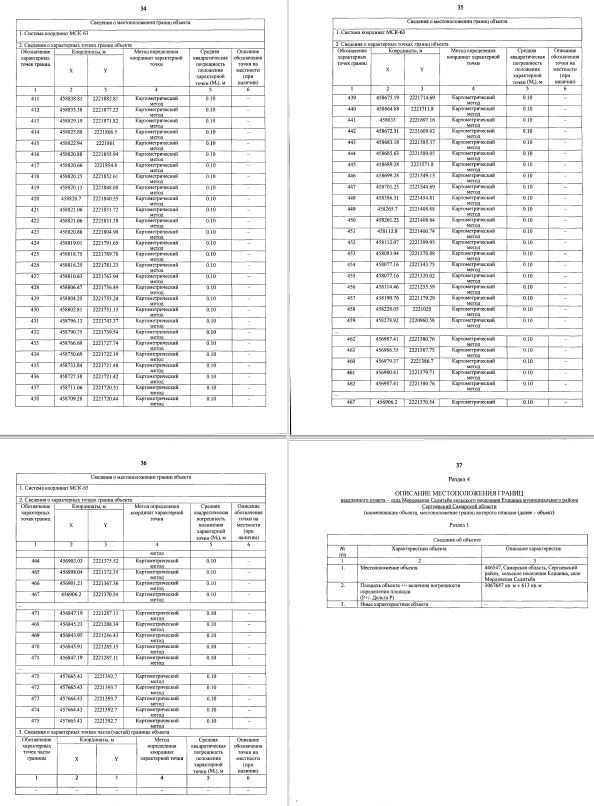 34
Сведения о местоположении границ объекта
1. Система координат МСК-63
2. Сведения о характерных точках границ объекта
Обозначение характерных точек границ
Координаты, м
Метод определения координат характерной точки
Средняя квадратическая погрешность положения характерной точки (Mt), м
Описание обозначения точки на местности (при наличии)
X Y
1 2 3 4 5 6
411 458838.81 2221882.81 Картометрический метод 0.10 –
412 458835.38 2221877.22 Картометрический метод 0.10 –
413 458829.19 2221871.82 Картометрический метод 0.10 –
414 458825.88 2221866.5 Картометрический метод 0.10 –
415 458822.94 2221861 Картометрический метод 0.10 –
416 458820.88 2221855.94 Картометрический метод 0.10 –
417 458820.66 2221854.8 Картометрический метод 0.10 –
418 458820.25 2221852.61 Картометрический метод 0.10 –
419 458820.13 2221848.08 Картометрический метод 0.10 –
420 458820.7 2221840.35 Картометрический метод 0.10 –
421 458821.06 2221831.72 Картометрический метод 0.10 –
422 458821.06 2221831.38 Картометрический метод 0.10 –
423 458820.88 2221804.98 Картометрический метод 0.10 –
424 458819.01 2221791.65 Картометрический метод 0.10 –
425 458818.75 2221789.78 Картометрический метод 0.10 –
426 458816.25 2221781.23 Картометрический метод 0.10 –
427 458810.63 2221763.94 Картометрический метод 0.10 –
428 458806.47 2221756.49 Картометрический метод 0.10 –
429 458804.25 2221753.24 Картометрический метод 0.10 –
430 458802.81 2221751.13 Картометрический метод 0.10 –
431 458796.13 2221745.37 Картометрический метод 0.10 –
432 458790.75 2221739.54 Картометрический метод 0.10 –
433 458766.69 2221727.74 Картометрический метод 0.10 –
434 458750.69 2221722.19 Картометрический метод 0.10 –
435 458733.84 2221721.48 Картометрический метод 0.10 –
436 458727.38 2221721.42 Картометрический метод 0.10 –
437 458711.06 2221720.51 Картометрический метод 0.10 –
438 458709.28 2221720.44 Картометрический метод 0.10 –
35
Сведения о местоположении границ объекта
1. Система координат МСК-63
2. Сведения о характерных точках границ объекта
Обозначение характерных точек границ
Координаты, м
Метод определения координат характерной точки
Средняя квадратическая погрешность положения характерной точки (Mt), м
Описание обозначения точки на местности (при наличии)
X Y
1 2 3 4 5 6
439 458675.19 2221714.69 Картометрический метод 0.10 –
440 458664.88 2221711.8 Картометрический метод 0.10 –
441 458633 2221697.16 Картометрический метод 0.10 –
442 458672.31 2221609.62 Картометрический метод 0.10 –
443 458683.18 2221585.37 Картометрический метод 0.10 –
444 458685.65 2221580.05 Картометрический метод 0.10 –
445 458689.28 2221571.8 Картометрический метод 0.10 –
446 458699.28 2221549.15 Картометрический метод 0.10 –
447 458701.25 2221544.69 Картометрический метод 0.10 –
448 458386.31 2221454.81 Картометрический метод 0.10 –
449 458265.7 2221408.88 Картометрический метод 0.10 –
450 458261.25 2221408.64 Картометрический метод 0.10 –
451 458112.8 2221400.74 Картометрический метод 0.10 –
452 458112.07 2221399.95 Картометрический метод 0.10 –
453 458083.94 2221370.88 Картометрический метод 0.10 –
454 458077.16 2221343.75 Картометрический метод 0.10 –
455 458077.16 2221320.02 Картометрический метод 0.10 –
456 458114.46 2221255.59 Картометрический метод 0.10 –
457 458190.76 2221179.29 Картометрический метод 0.10 –
458 458228.05 2221025 Картометрический метод 0.10 –
459 458278.92 2220960.58 Картометрический метод 0.10 –
–
462 456987.41 2221380.76 Картометрический метод 0.10 –
463 456986.35 2221387.75 Картометрический метод 0.10 –
460 456979.37 2221386.7 Картометрический метод 0.10 –
461 456980.41 2221379.71 Картометрический метод 0.10 –
462 456987.41 2221380.76 Картометрический метод 0.10 –
–
467 456906.2 2221370.54 Картометрический 0.10 –
36
Сведения о местоположении границ объекта
1. Система координат МСК-63
2. Сведения о характерных точках границ объекта
Обозначение характерных точек границ
Координаты, м
Метод определения координат характерной точки
Средняя квадратическая погрешность положения характерной точки (Mt), м
Описание обозначения точки на местности (при наличии)
X Y
1 2 3 4 5 6
метод
464 456903.03 2221375.52 Картометрический метод 0.10 –
465 456898.04 2221372.35 Картометрический метод 0.10 –
466 456901.21 2221367.36 Картометрический метод 0.10 –
467 456906.2 2221370.54 Картометрический метод 0.10 –
–
471 456847.19 2221287.11 Картометрический метод 0.10 –
468 456845.23 2221288.39 Картометрический метод 0.10 –
469 456843.95 2221286.43 Картометрический метод 0.10 –
470 456845.91 2221285.15 Картометрический метод 0.10 –
471 456847.19 2221287.11 Картометрический метод 0.10 –
–
475 457665.43 2221392.7 Картометрический метод 0.10 –
472 457665.43 2221393.7 Картометрический метод 0.10 –
473 457664.43 2221393.7 Картометрический метод 0.10 –
474 457664.43 2221392.7 Картометрический метод 0.10 –
475 457665.43 2221392.7 Картометрический метод 0.10 –
3. Сведения о характерных точках части (частей) границы объекта
Обозначение характерных точек части границы
Координаты, м
Метод определения координат характерной точки
Средняя квадратическая погрешность положения характерной точки (Mt), м
Описание обозначения точки на местности (при наличии)
X Y
1 2 3 4 5 6
– – – – – –
37
Раздел 4
ОПИСАНИЕ МЕСТОПОЛОЖЕНИЯ ГРАНИЦ
населенного пункта – села Мордовская Селитьба сельского поселения Елшанка муниципального района
Сергиевский Самарской области
(наименование объекта, местоположение границ которого описано (далее – объект)
Раздел 1
Сведения об объекте
№ п/п Характеристики объекта Описание характеристик
1 2 3
1. Местоположение объекта 446547, Самарская область, Сергиевский район, сельское поселение Елшанка, село Мордовская Селитьба
2. Площадь объекта +/- величина погрешности определения площади (P+/- Дельта P) 3067647 кв. м ± 613 кв. м
3. Иные характеристики объекта –